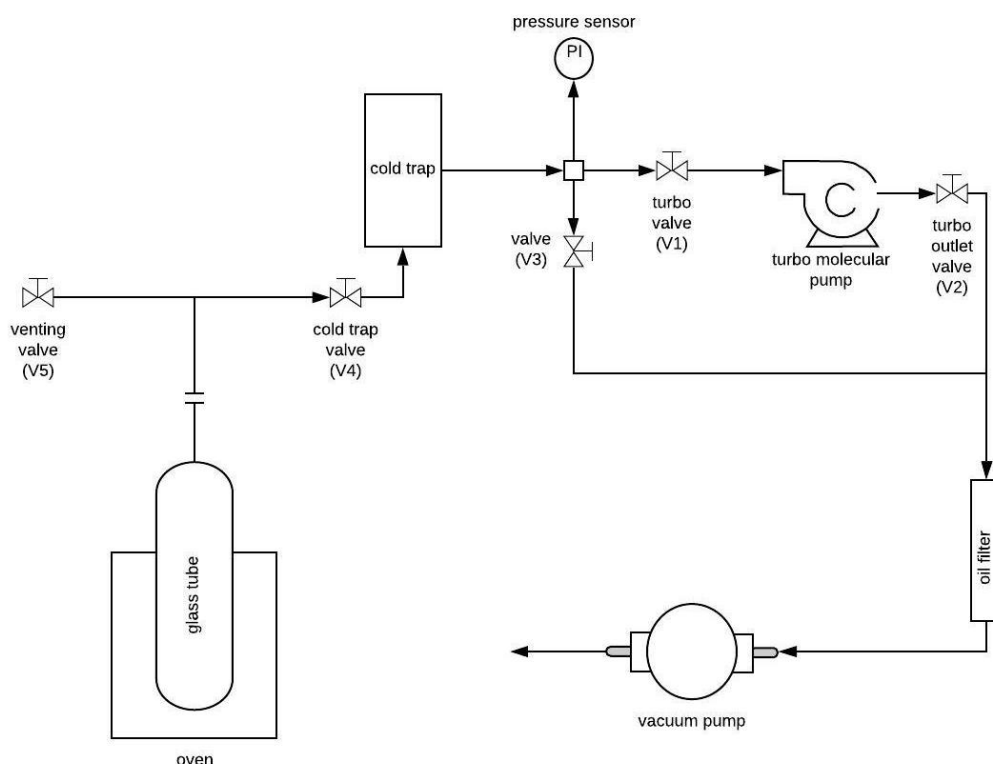 pressure sensor
PI
cold trap
turbo
valve
(V1)
turbo molecular
pump
turbo
outlet
valve
(V2)
valve
(V3)
venting
valve
(V5)
cold trap
valve
(V4)
glass tube
oven
oil filter
vacuum pump